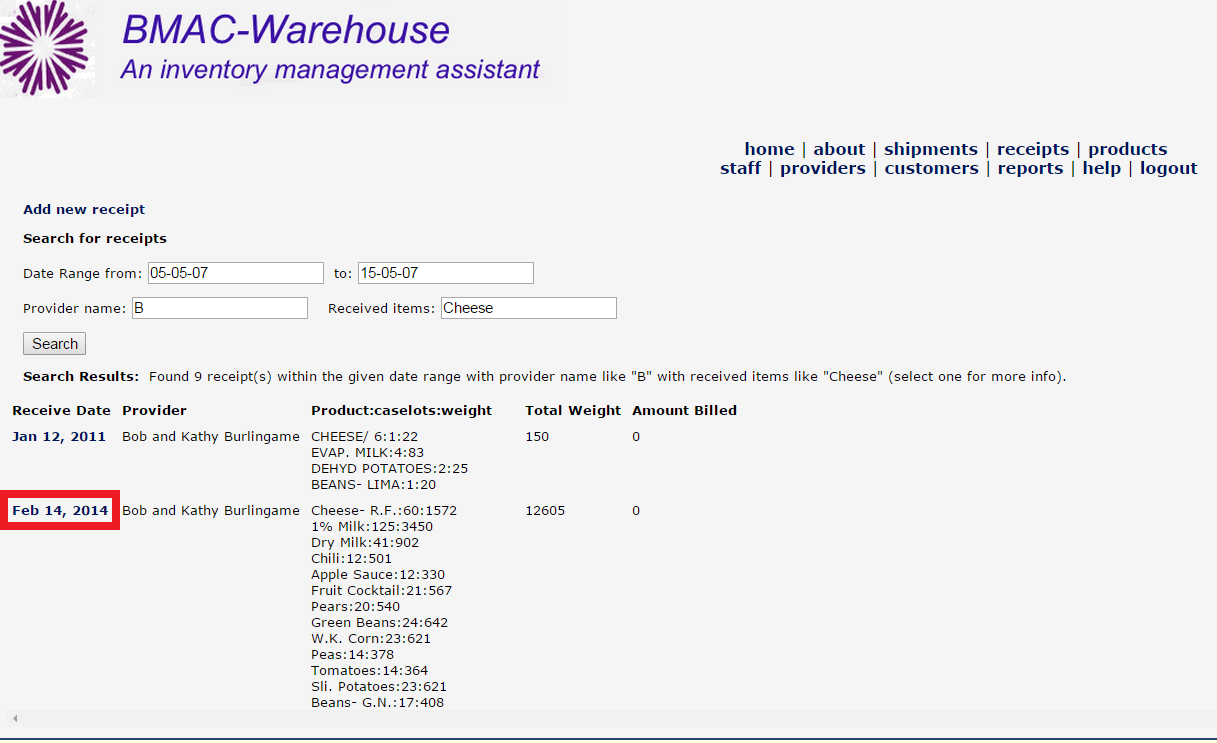 BMAC-Warehouse
An inventory management assistant
home | about | shipments | receipts | products
staff | providers | customers | reports | help | logout
Add new receipt
Search for receipts
Date Range from: 05-05-07 to: 15-05-07
Provider name: B Received items: Cheese
Search
Search Results: Found 9 receipt(s) within the given date range with provider name like "B" with received items like "Cheese" (select one for more info).
Receive Date Provider Product:caselots:weight Total Weight Amount Billed
Jan 12, 2011 Bob and Kathy Burlingame CHEESE/ 6:1:22 150 0
EVAP. MILK:4:83
DEHYD POTATOES:2:25
BEANS- LIMA:1:20
Feb 14, 2014 Bob and Kathy Burlingame Cheese- R.F.:60:1572 12605 0
1% Milk:125:3450
Dry Milk:41:902
Chili:12:501
Apple Sauce:12:330
Fruit Cocktail:21:567
Pears:20:540
Green Beans:24:642
W.K. Corn:23:621
Peas:14:378
Tomatoes:14:364
Sli. Potatoes:23:621
Beans- G.N.:17:408